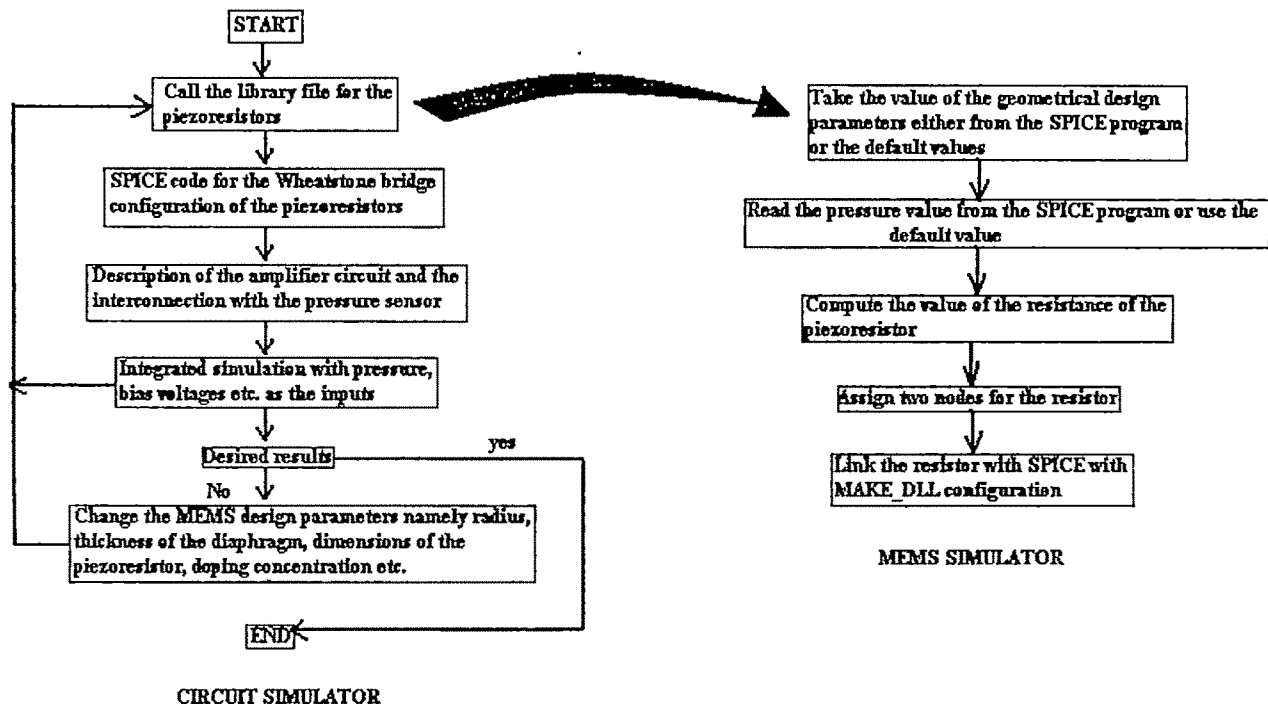 START
Call the library file for the
piezoresistors
SPICE code for the Wheatstone bridge
configuration of the piezoresistors
Description of the amplifier circuit and the
interconnection with the pressure sensor
Integrated simulation with pressure,
bias voltages etc. as the inputs
Desired results
yes
No
Change the MEMS design parameters namely radius,
thickness of the diaphragm, dimensions of the
piezoresistor, doping concentration etc.
END
CIRCUIT SIMULATOR
Take the value of the geometrical design
parameters either from the SPICE program
or the default values
Read the pressure value from the SPICE program or use the
default value
Compute the value of the resistance of the
piezoresistor
Assign two nodes for the resistor
Link the resistor with SPICE with
MAKE_DLL configuration
MEMS SIMULATOR